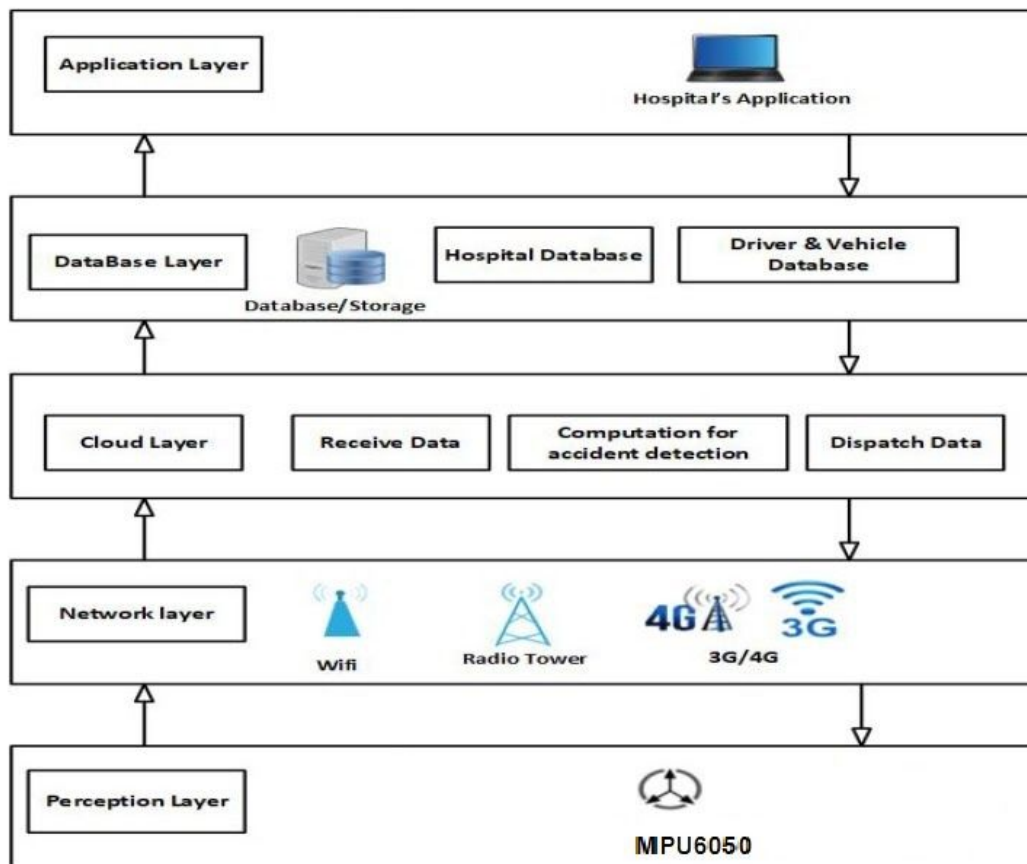 Application Layer
Hospital's Application
DataBase Layer
Database/Storage
Hospital Database
Driver & Vehicle
Database
Cloud Layer
Receive Data
Computation for
accident detection
Dispatch Data
Network layer
Wifi
Radio Tower
4G
3G
3G/4G
Perception Layer
MPU6050